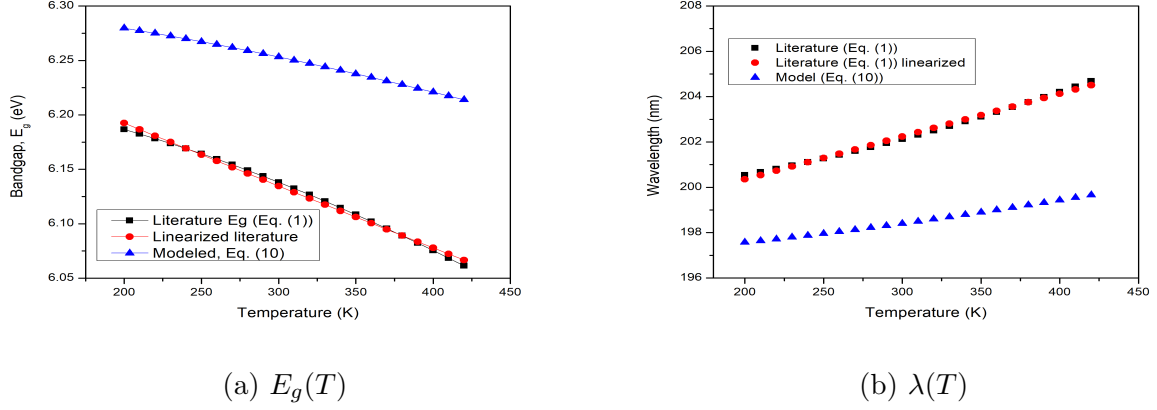 6.30
6.25
6.20
6.15
6.10
6.05
Bandgap, E_g (eV)
Literature Eg (Eq. (1))
Linearized literature
Modeled, Eq. (10)
200 250 300 350 400 450
Temperature (K)
(a) E_g(T)
208
206
204
202
200
198
196
Wavelength (nm)
Literature (Eq. (1))
Literature (Eq. (1)) linearized
Model (Eq. (10))
200 250 300 350 400 450
Temperature (K)
(b) λ(T)